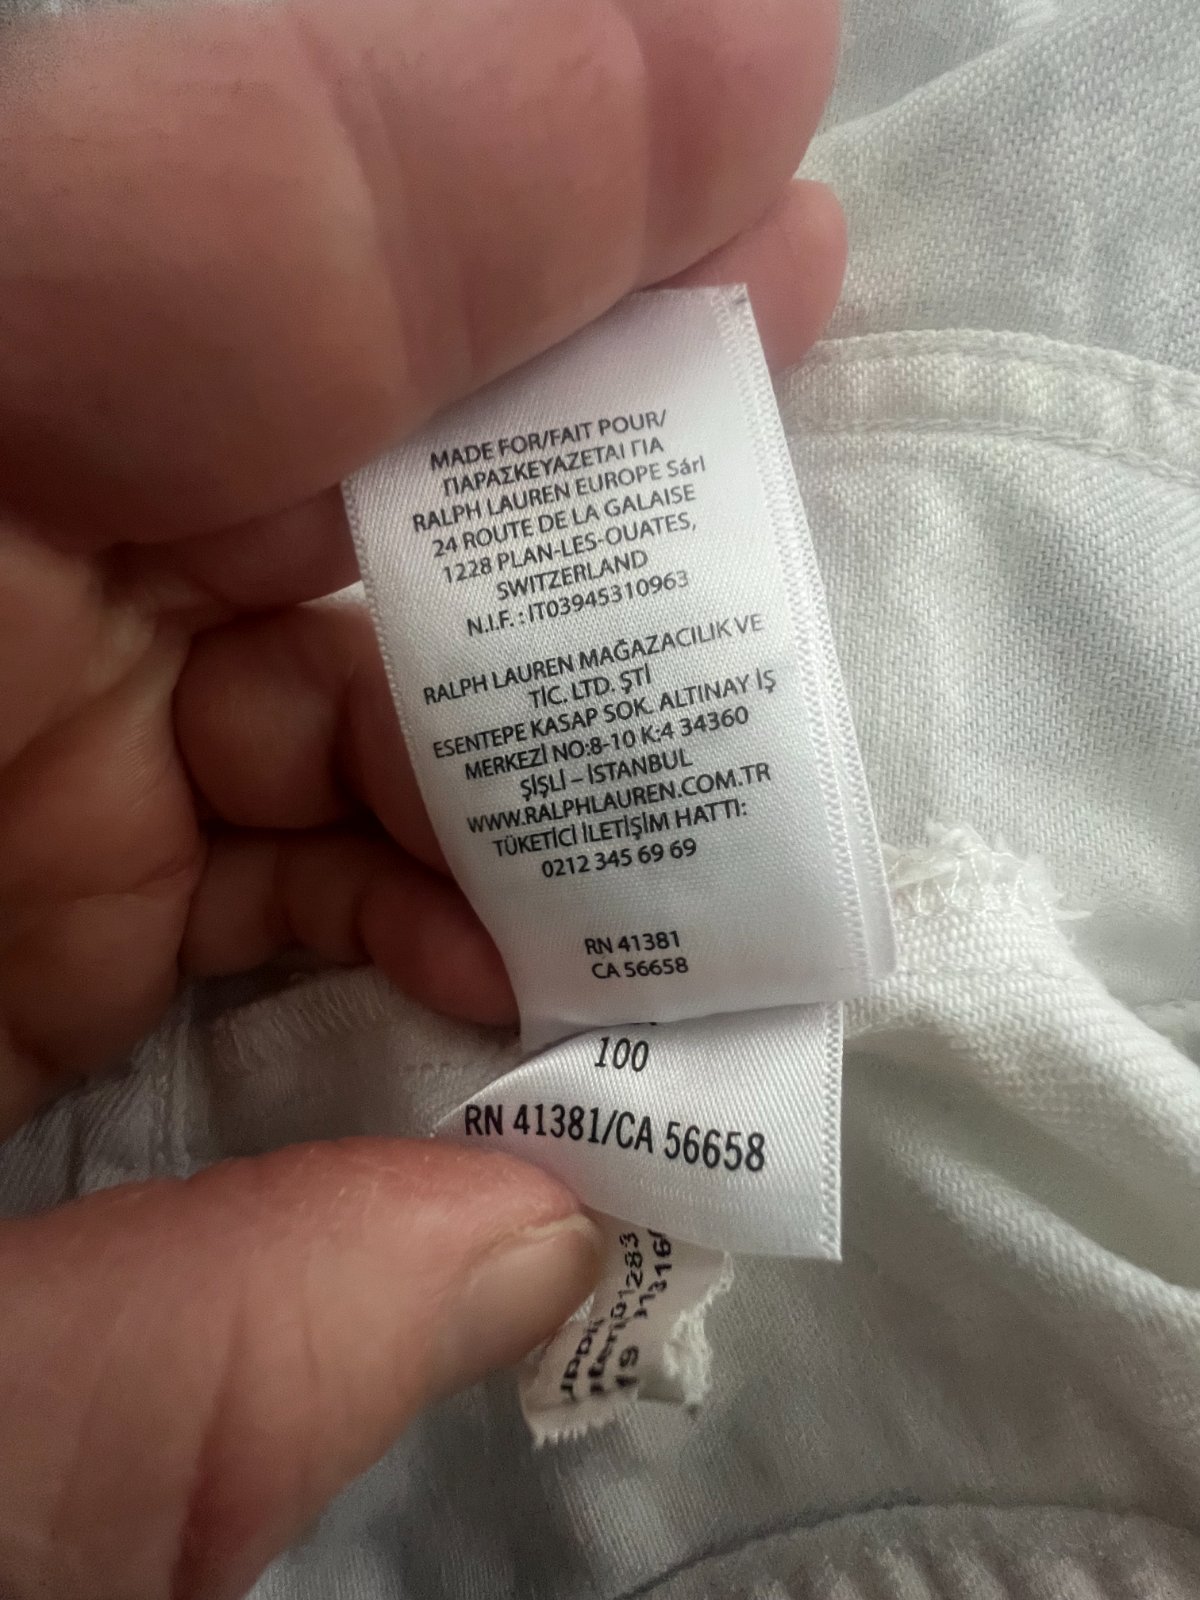 MADE FOR/FAIT POUR/
ΠΑΡΑΣΚΕΥΑΖΕΤΑΙ ΓΙΑ
RALPH LAUREN EUROPE Sárl
24 ROUTE DE LA GALAISE
1228 PLAN-LES-OUATES,
SWITZERLAND
N.I.F. : IT03945310963
RALPH LAUREN MAĞAZACILIK VE
TİC. LTD. ŞTİ
ESENTEPE KASAP SOK. ALTINAY İŞ
MERKEZİ NO:8-10 K:4 34360
ŞİŞLİ – İSTANBUL
WWW.RALPHLAUREN.COM.TR
TÜKETİCİ İLETİŞİM HATTI:
0212 345 69 69
RN 41381
CA 56658
100
RN 41381/CA 56658